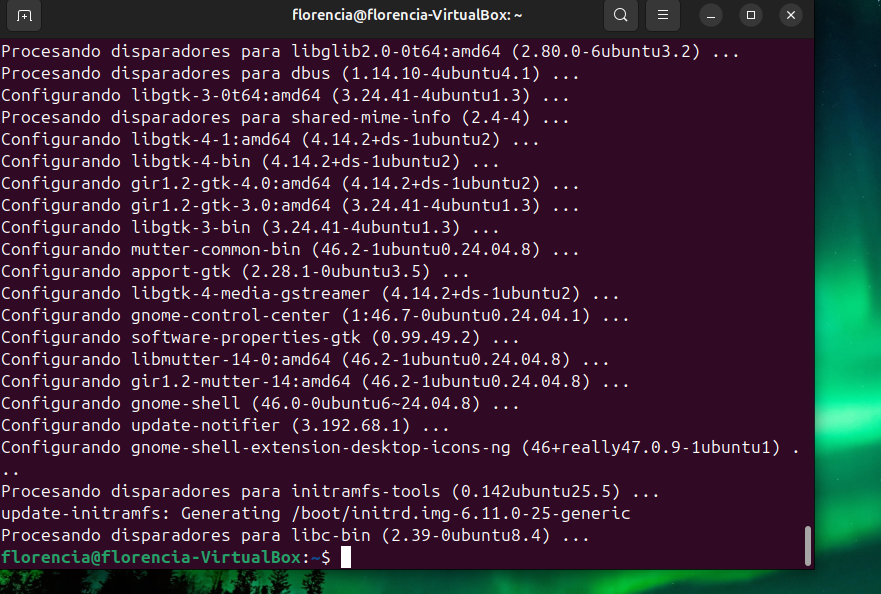 florencia@florencia-VirtualBox: ~
Procesando disparadores para libglib2.0-0t64:amd64 (2.80.0-6ubuntu3.2) ...
Procesando disparadores para dbus (1.14.10-4ubuntu4.1) ...
Configurando libgtk-3-0t64:amd64 (3.24.41-4ubuntu1.3) ...
Procesando disparadores para shared-mime-info (2.4-4) ...
Configurando libgtk-4-1:amd64 (4.14.2+ds-1ubuntu2) ...
Configurando libgtk-4-bin (4.14.2+ds-1ubuntu2) ...
Configurando gir1.2-gtk-4.0:amd64 (4.14.2+ds-1ubuntu2) ...
Configurando gir1.2-gtk-3.0:amd64 (3.24.41-4ubuntu1.3) ...
Configurando libgtk-3-bin (3.24.41-4ubuntu1.3) ...
Configurando mutter-common-bin (46.2-1ubuntu0.24.04.8) ...
Configurando apport-gtk (2.28.1-0ubuntu3.5) ...
Configurando libgtk-4-media-gstreamer (4.14.2+ds-1ubuntu2) ...
Configurando gnome-control-center (1:46.7-0ubuntu0.24.04.1) ...
Configurando software-properties-gtk (0.99.49.2) ...
Configurando libmutter-14-0:amd64 (46.2-1ubuntu0.24.04.8) ...
Configurando gir1.2-mutter-14:amd64 (46.2-1ubuntu0.24.04.8) ...
Configurando gnome-shell (46.0-0ubuntu6~24.04.8) ...
Configurando update-notifier (3.192.68.1) ...
Configurando gnome-shell-extension-desktop-icons-ng (46+really47.0.9-1ubuntu1) .
..
Procesando disparadores para initramfs-tools (0.142ubuntu25.5) ...
update-initramfs: Generating /boot/initrd.img-6.11.0-25-generic
Procesando disparadores para libc-bin (2.39-0ubuntu8.4) ...
florencia@florencia-VirtualBox:~$